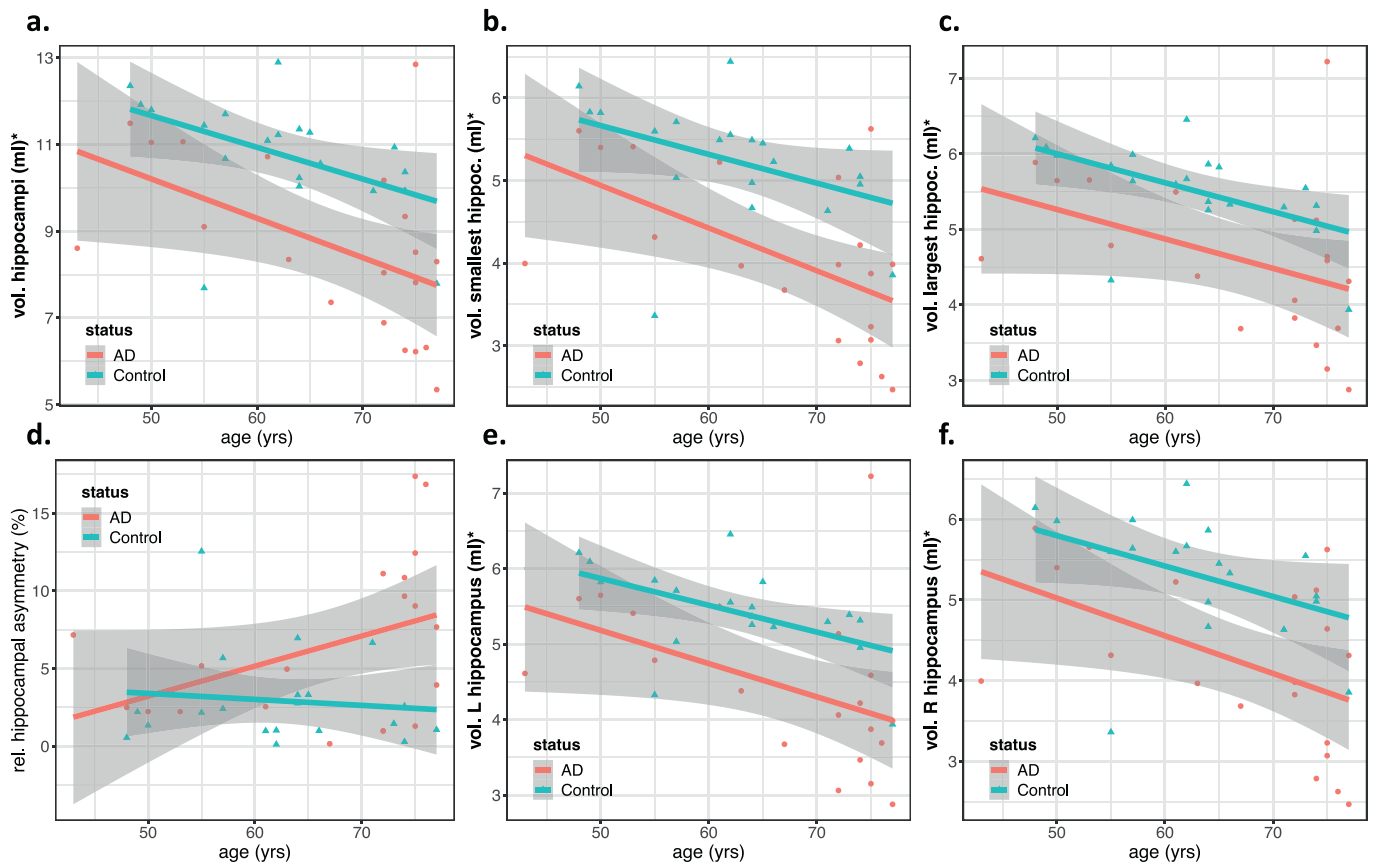 a.
vol. hippocampi (ml)*
13
11
9
7
5
status
AD
Control
50 60 70
age (yrs)
b.
vol. smallest hippoc. (ml)*
6
5
4
3
status
AD
Control
50 60 70
age (yrs)
c.
vol. largest hippoc. (ml)*
7
6
5
4
3
status
AD
Control
50 60 70
age (yrs)
d.
rel. hippocampal asymmetry (%)
15
10
5
0
status
AD
Control
50 60 70
age (yrs)
e.
vol. L hippocampus (ml)*
7
6
5
4
3
status
AD
Control
50 60 70
age (yrs)
f.
vol. R hippocampus (ml)*
6
5
4
3
status
AD
Control
50 60 70
age (yrs)